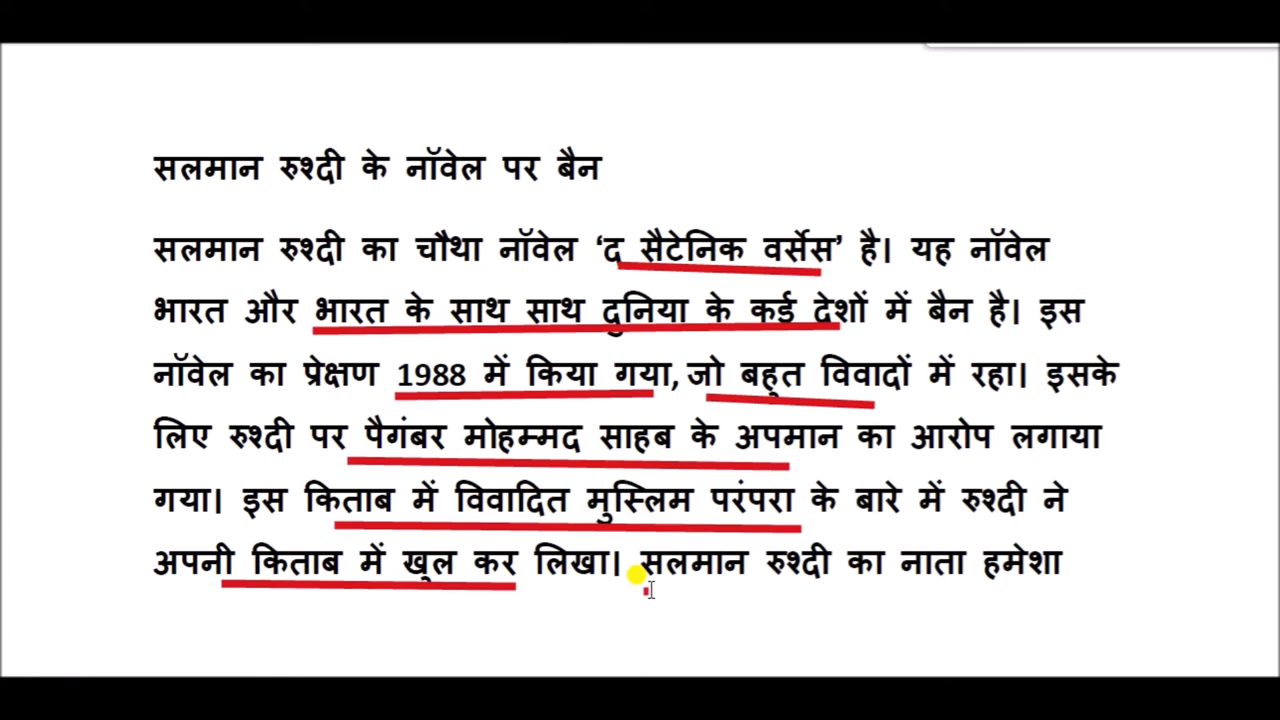 सलमान रुश्दी के नॉवेल पर बैन
सलमान रुश्दी का चौथा नॉवेल ‘द सैटेनिक वर्सेस’ है। यह नॉवेल
भारत और भारत के साथ साथ दुनिया के कई देशों में बैन है। इस
नॉवेल का प्रेक्षण 1988 में किया गया, जो बहुत विवादों में रहा। इसके
लिए रुश्दी पर पैगंबर मोहम्मद साहब के अपमान का आरोप लगाया
गया। इस किताब में विवादित मुस्लिम परंपरा के बारे में रुश्दी ने
अपनी किताब में खुल कर लिखा। सलमान रुश्दी का नाता हमेशा